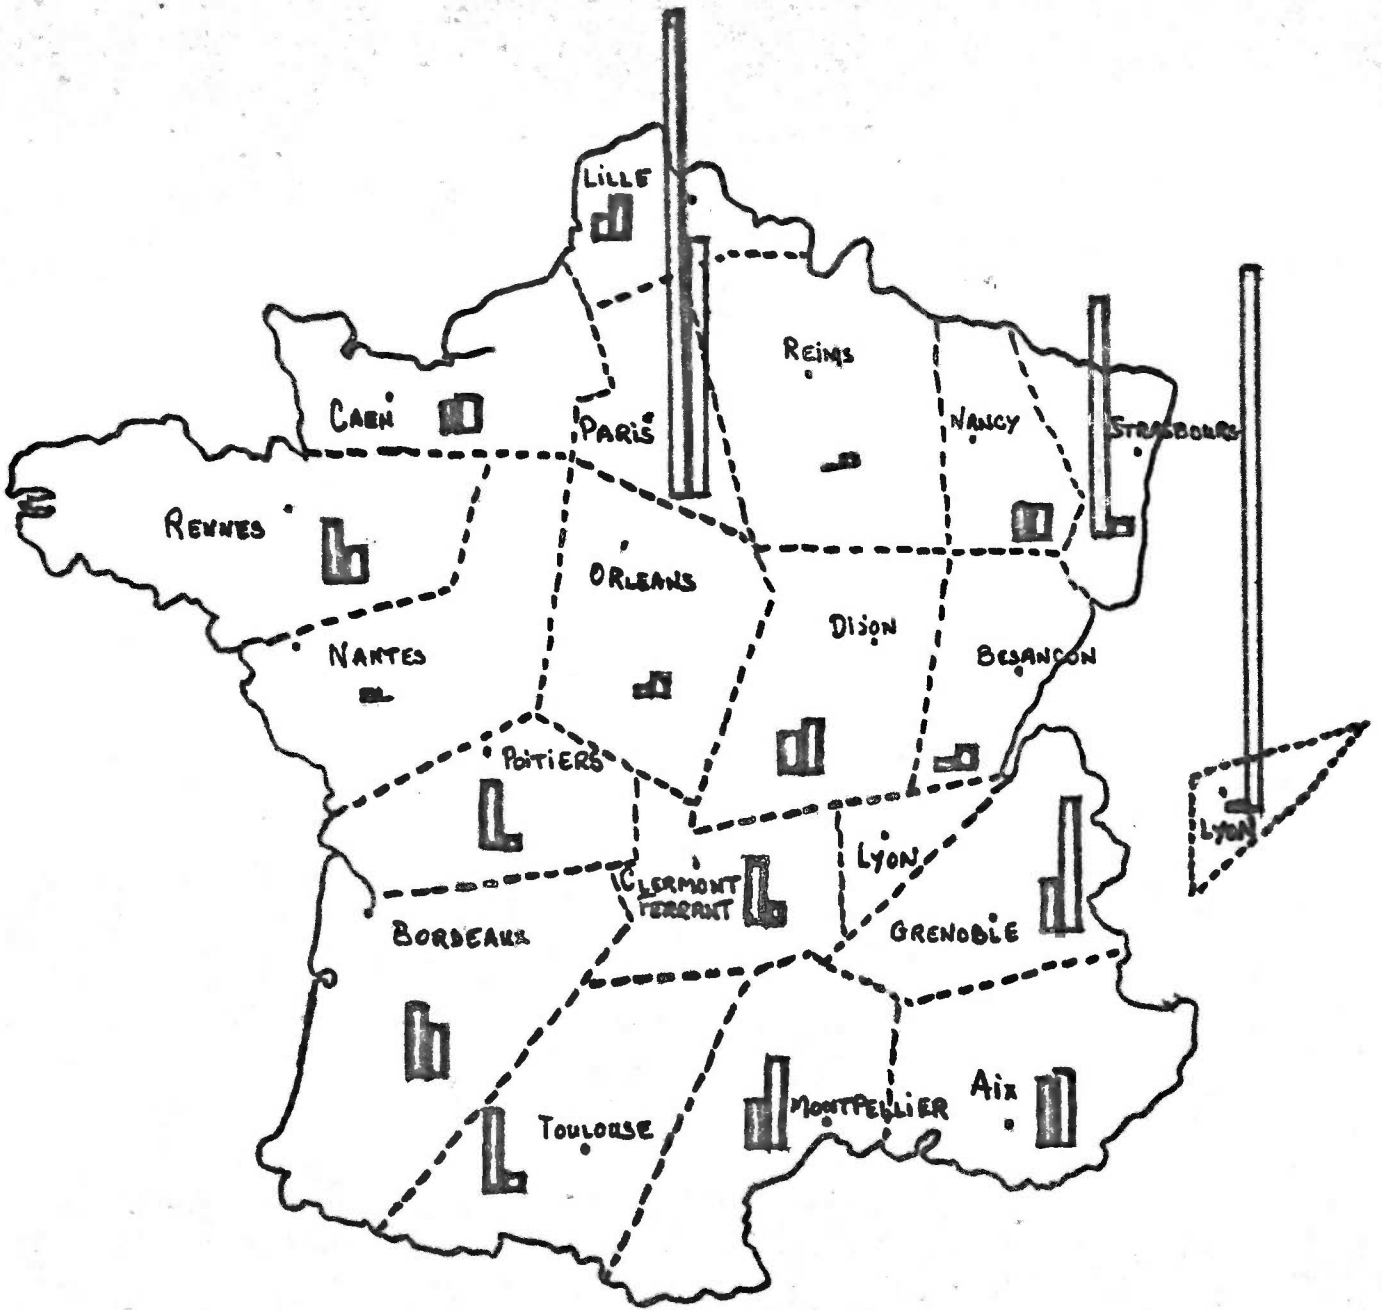 LiLLE
REiMS
CAEN
PARiS
NANCY
STRASBOURG
RENNES
ORLEANS
DIJON
NANTES
BESANCON
POiTiERS
LYON
LYON
CLERMONT
FERRANT
BORDEAUX
GRENOBLE
AiX
MONTPELLIER
TOULOUSE